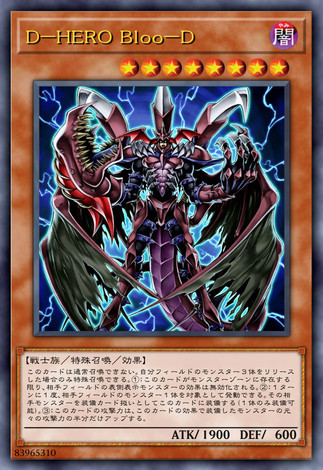 D－HERO Bloo－D
やみ
闇
【戦士族／特殊召喚／効果】
このカードは通常召喚できない。自分フィールドのモンスター３体をリリース
した場合のみ特殊召喚できる。①：このカードがモンスターゾーンに存在する
限り、相手フィールドの表側表示モンスターの効果は無効化される。②：１ター
ンに１度、相手フィールドのモンスター１体を対象として発動できる。その相
手モンスターを装備カード扱いとしてこのカードに装備する（１体のみ装備可
能）。③：このカードの攻撃力は、このカードの効果で装備したモンスターの元
々の攻撃力の半分だけアップする。
ATK/ 1900 DEF/ 600
83965310